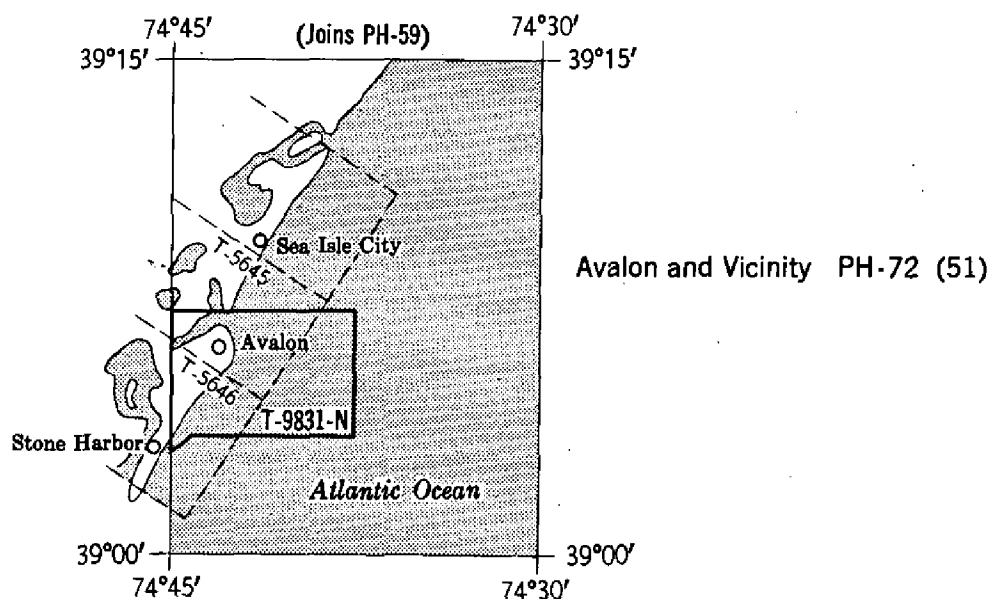 74°45' (Joins PH-59) 74°30'
39°15' 39°15'
Sea Isle City
T-5645
Avalon and Vicinity PH-72 (51)
Avalon
T-5646
T-9831-N
Stone Harbor
Atlantic Ocean
39°00' 39°00'
74°45' 74°30'